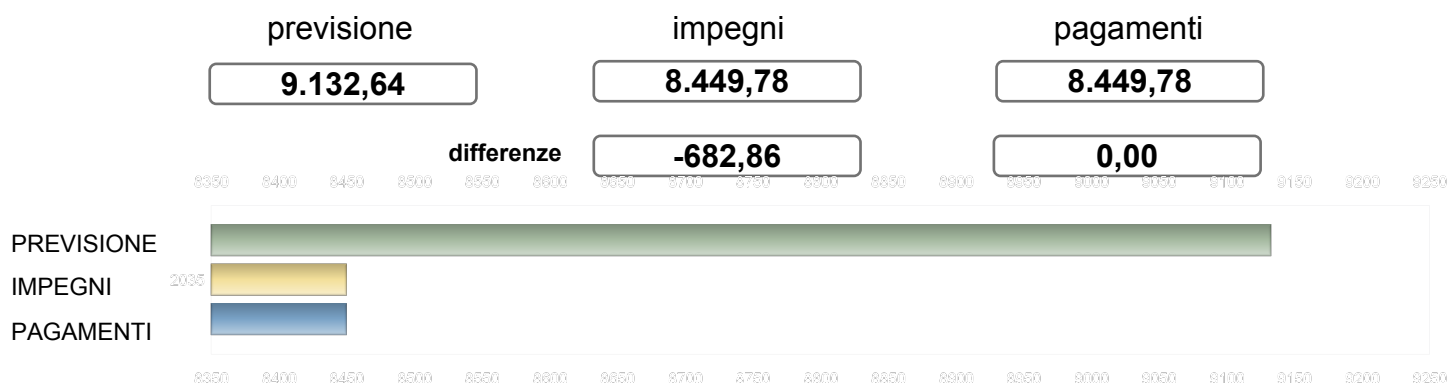 previsione impegni pagamenti
9.132,64 8.449,78 8.449,78
differenze -682,86 0,00
8350 8400 8450 8500 8550 8600 8650 8700 8750 8800 8850 8900 8950 9000 9050 9100 9150 9200 9250
PREVISIONE
2035
IMPEGNI
PAGAMENTI
8350 8400 8450 8500 8550 8600 8650 8700 8750 8800 8850 8900 8950 9000 9050 9100 9150 9200 9250